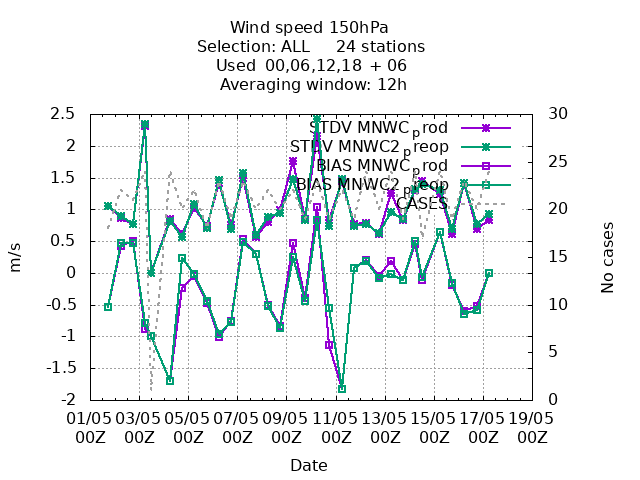 Wind speed 150hPa
Selection: ALL 24 stations
Used 00,06,12,18 + 06
Averaging window: 12h
2.5
2
1.5
1
0.5
0
-0.5
-1
-1.5
-2
m/s
30
25
20
15
10
5
0
No cases
STDV MNWC_prod
STDV MNWC2_preop
BIAS MNWC_prod
BIAS MNWC2_preop
CASES
01/05 03/05 05/05 07/05 09/05 11/05 13/05 15/05 17/05 19/05
00Z 00Z 00Z 00Z 00Z 00Z 00Z 00Z 00Z 00Z
Date